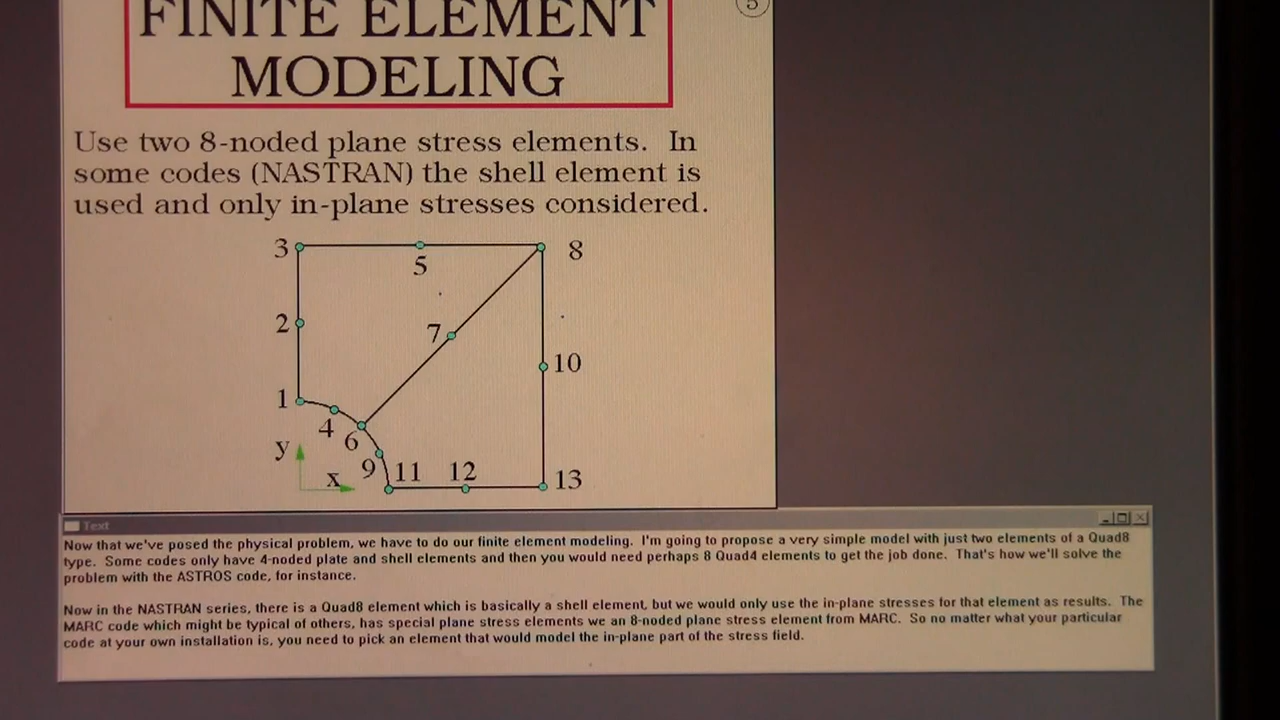 5
FINITE ELEMENT
MODELING
Use two 8-noded plane stress elements. In
some codes (NASTRAN) the shell element is
used and only in-plane stresses considered.
3
8
5
2
7
10
1
4
6
y
9
11
12
x
13
Text
Now that we've posed the physical problem, we have to do our finite element modeling. I'm going to propose a very simple model with just two elements of a Quad8
type. Some codes only have 4-noded plate and shell elements and then you would need perhaps 8 Quad4 elements to get the job done. That's how we'll solve the
problem with the ASTROS code, for instance.
Now in the NASTRAN series, there is a Quad8 element which is basically a shell element, but we would only use the in-plane stresses for that element as results. The
MARC code which might be typical of others, has special plane stress elements we an 8-noded plane stress element from MARC. So no matter what your particular
code at your own installation is, you need to pick an element that would model the in-plane part of the stress field.